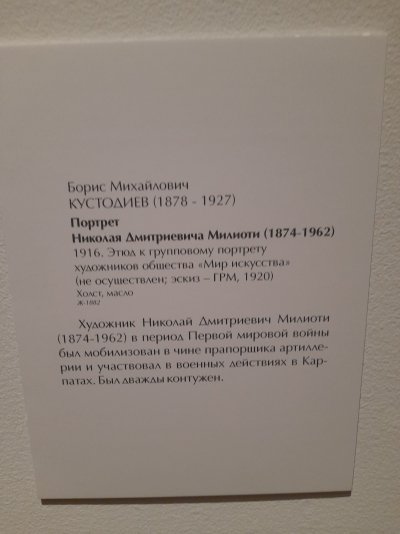 Борис Михайлович
КУСТОДИЕВ (1878 - 1927)
Портрет
Николая Дмитриевича Милиоти (1874-1962)
1916. Этюд к групповому портрету
художников общества «Мир искусства»
(не осуществлен; эскиз – ГРМ, 1920)
Холст, масло
Ж-1882
Художник Николай Дмитриевич Милиоти
(1874-1962) в период Первой мировой войны
был мобилизован в чине прапорщика артилле-
рии и участвовал в военных действиях в Кар-
патах. Был дважды контужен.